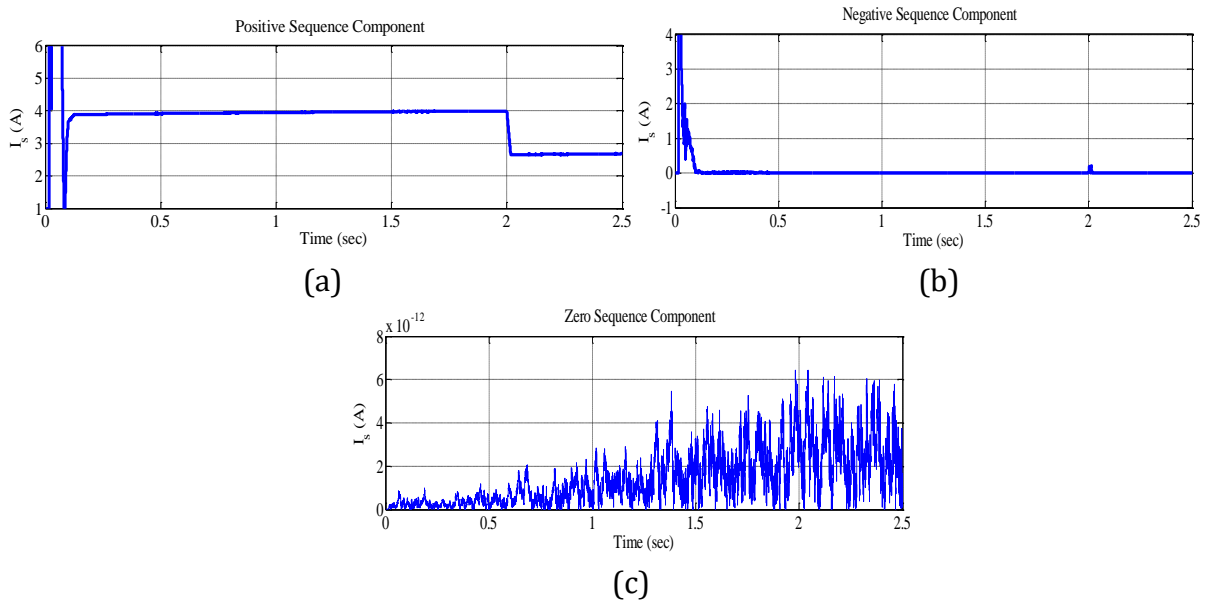 Positive Sequence Component
6
5
4
3
2
1
I_s (A)
0 0.5 1 1.5 2 2.5
Time (sec)
(a)
Negative Sequence Component
4
3
2
1
0
-1
I_s (A)
0 0.5 1 1.5 2 2.5
Time (sec)
(b)
Zero Sequence Component
x 10^-12
8
6
4
2
0
I_s (A)
0 0.5 1 1.5 2 2.5
Time (sec)
(c)